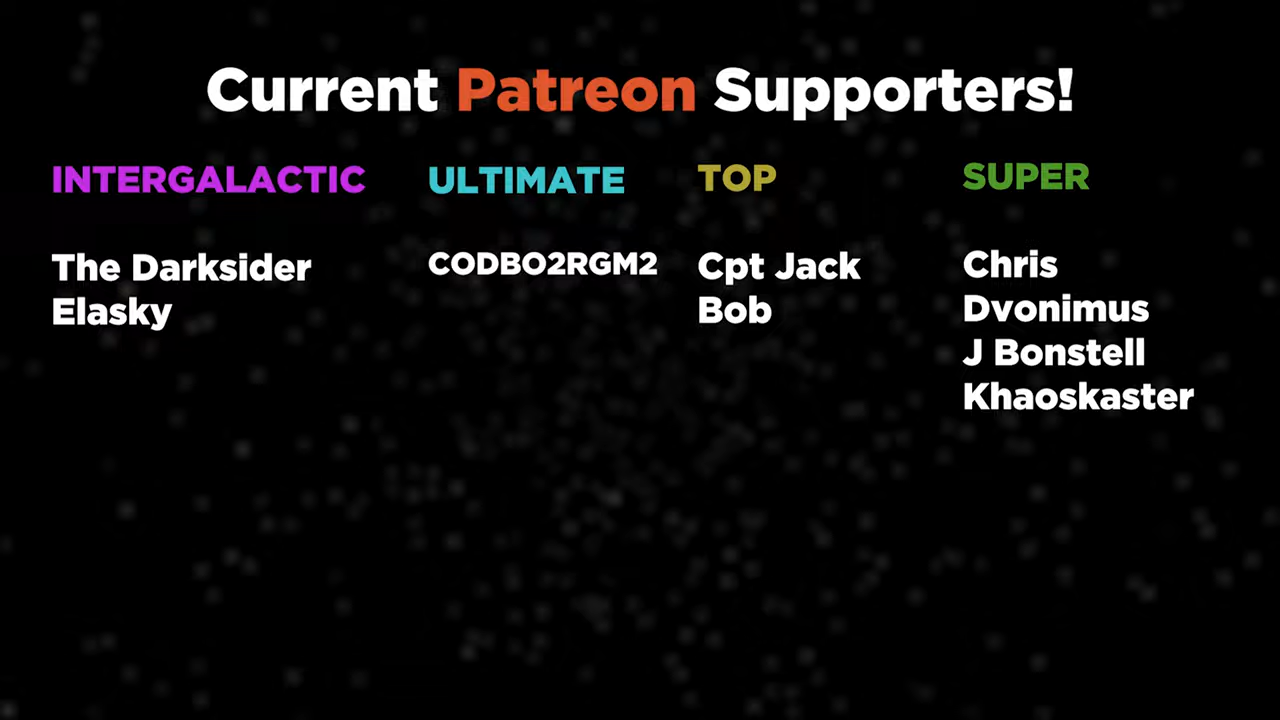 Current Patreon Supporters!
INTERGALACTIC
The Darksider
Elasky
ULTIMATE
CODBO2RGM2
TOP
Cpt Jack
Bob
SUPER
Chris
Dvonimus
J Bonstell
Khaoskaster